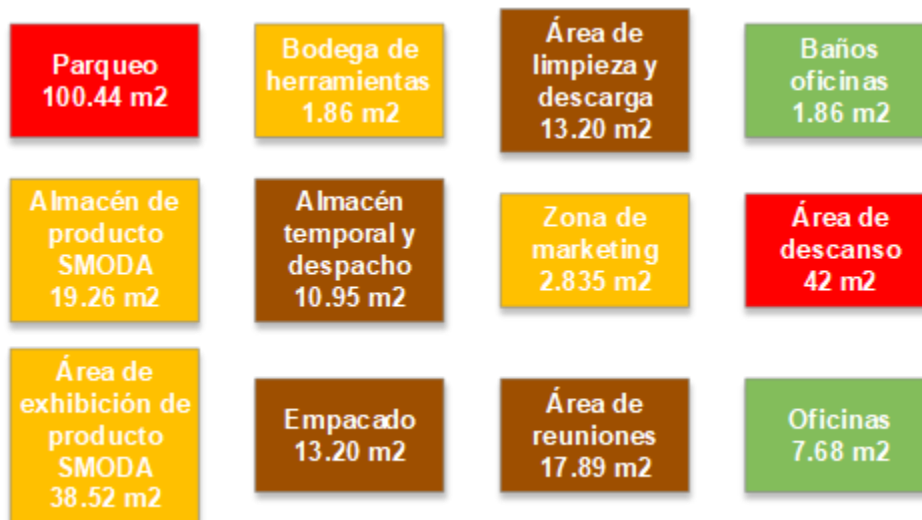 Parqueo
100.44 m2
Bodega de
herramientas
1.86 m2
Área de
limpieza y
descarga
13.20 m2
Baños
oficinas
1.86 m2
Almacén de
producto
SMODA
19.26 m2
Almacén
temporal y
despacho
10.95 m2
Zona de
marketing
2.835 m2
Área de
descanso
42 m2
Área de
exhibición de
producto
SMODA
38.52 m2
Empacado
13.20 m2
Área de
reuniones
17.89 m2
Oficinas
7.68 m2